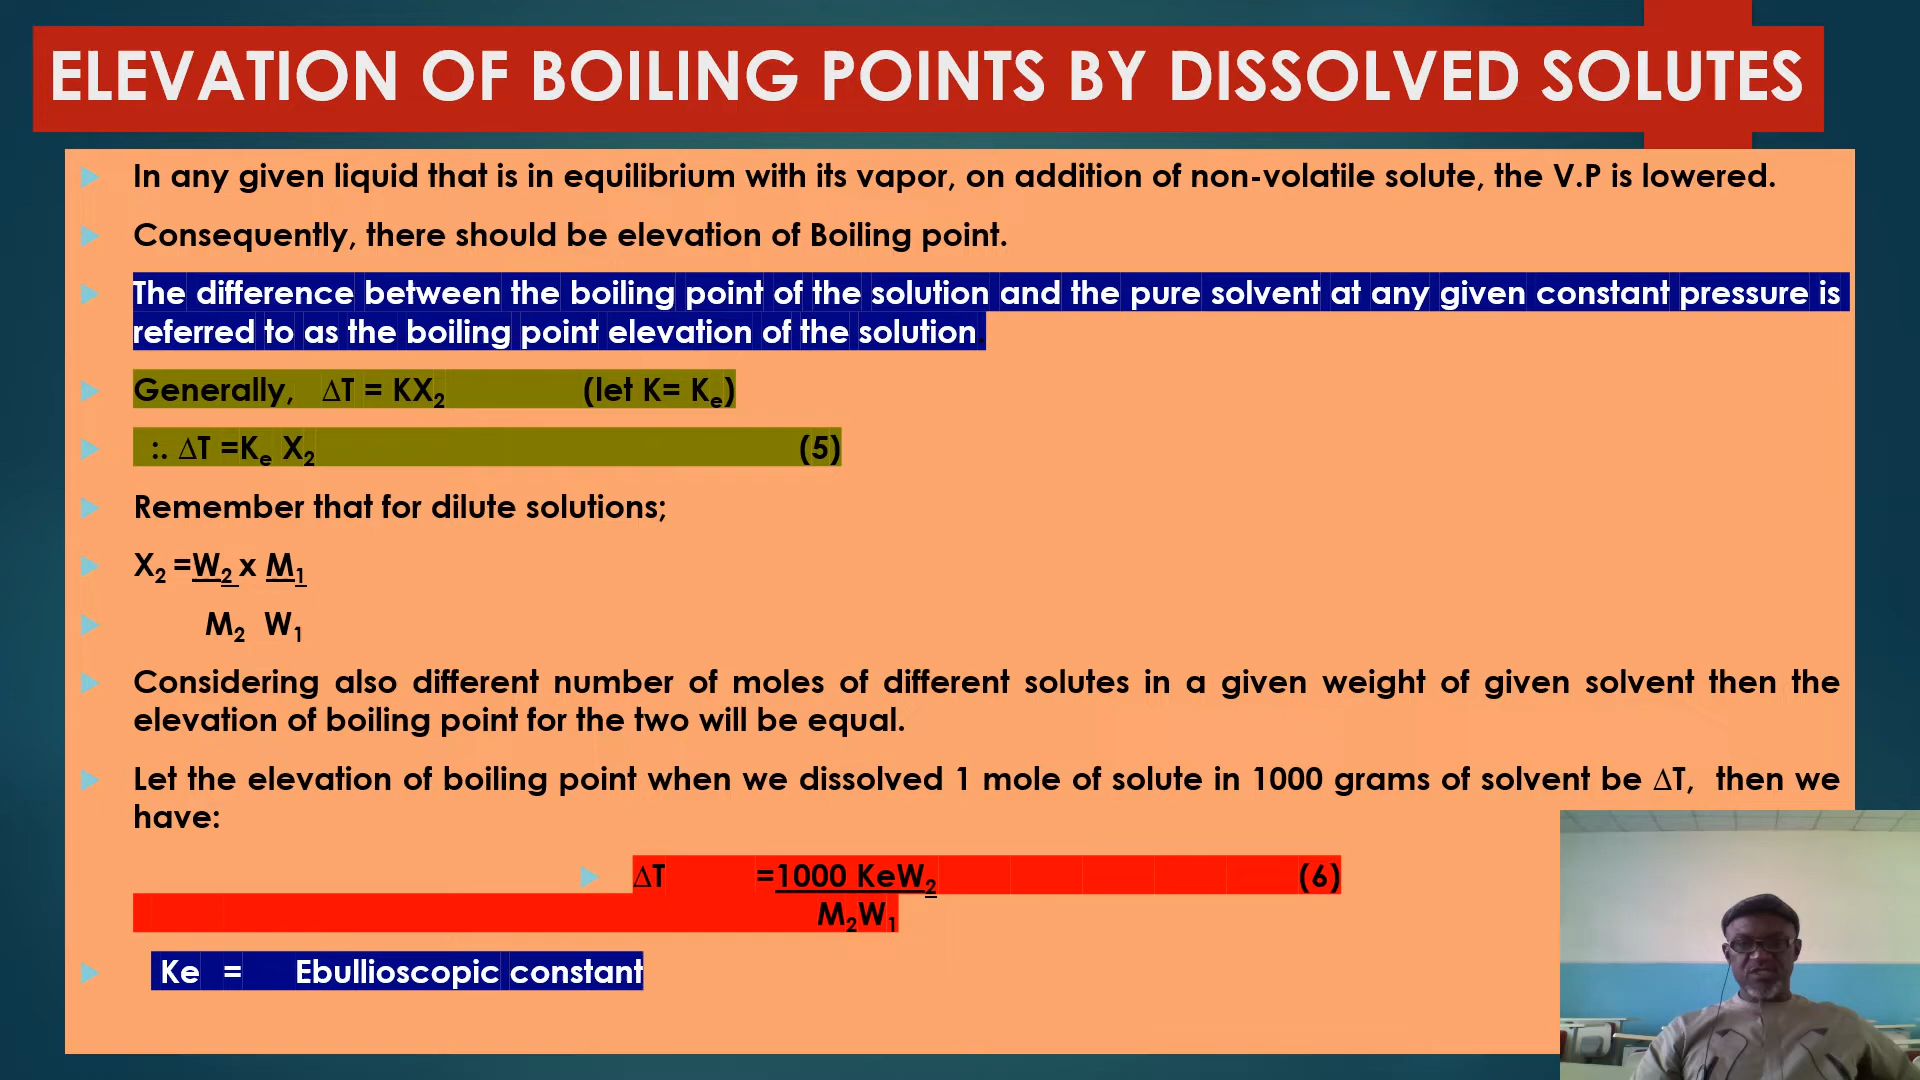 ELEVATION OF BOILING POINTS BY DISSOLVED SOLUTES
In any given liquid that is in equilibrium with its vapor, on addition of non-volatile solute, the V.P is lowered.
Consequently, there should be elevation of Boiling point.
The difference between the boiling point of the solution and the pure solvent at any given constant pressure is
referred to as the boiling point elevation of the solution.
Generally, ∆T = KX₂ (let K= Kₑ)
:. ∆T =Kₑ X₂ (5)
Remember that for dilute solutions;
X₂ =W₂ x M₁
M₂ W₁
Considering also different number of moles of different solutes in a given weight of given solvent then the
elevation of boiling point for the two will be equal.
Let the elevation of boiling point when we dissolved 1 mole of solute in 1000 grams of solvent be ∆T, then we
have:
∆T =1000 KeW₂ (6)
M₂W₁
Ke = Ebullioscopic constant